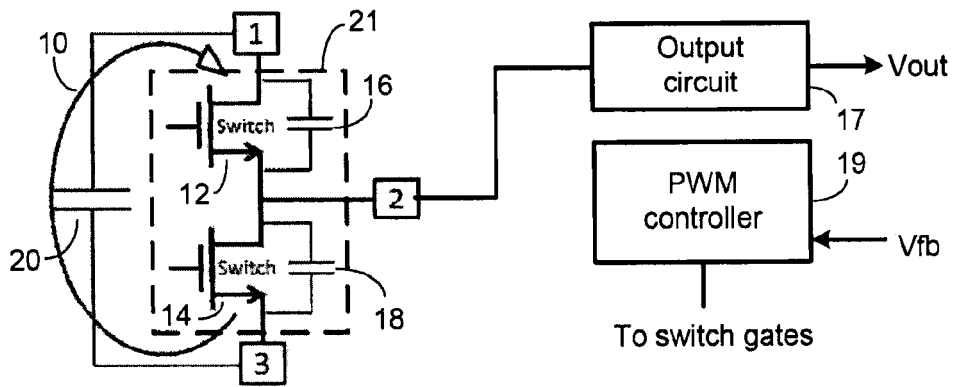 10
1
21
16
Switch
12
2
20
Switch
14
18
3
Output
circuit
Vout
17
PWM
controller
19
Vfb
To switch gates